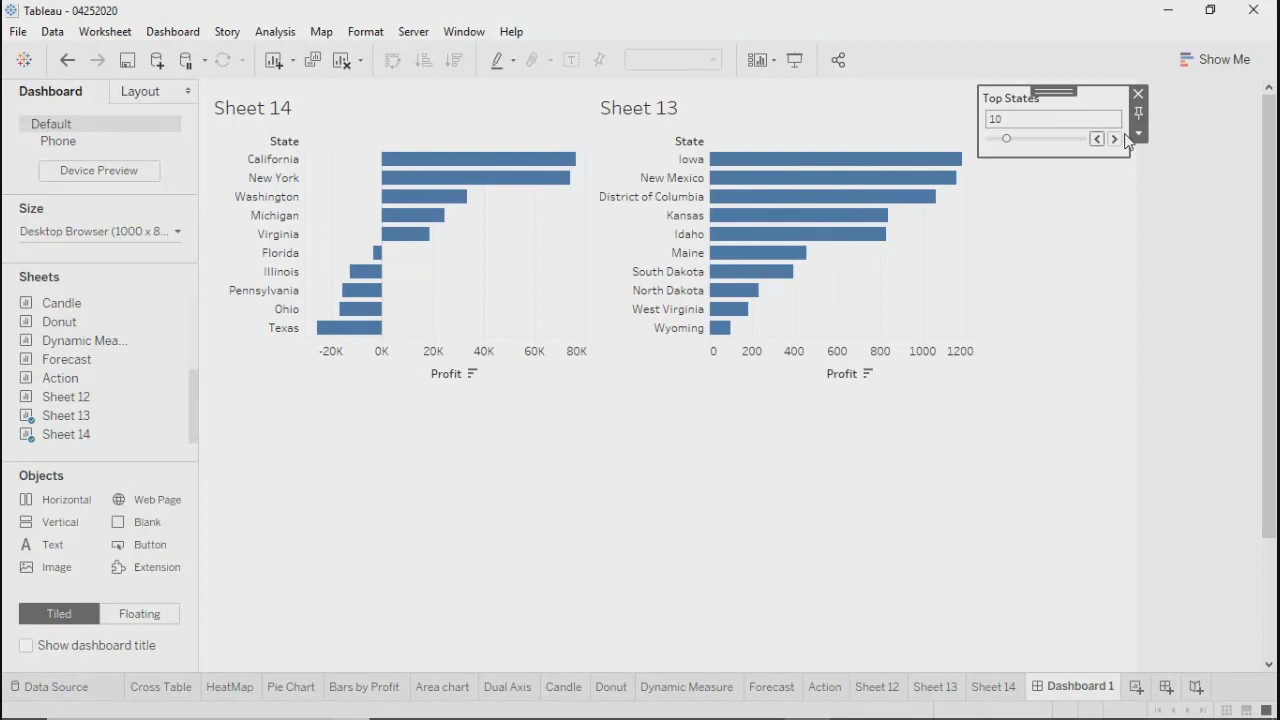 Tableau - 04252020
File Data Worksheet Dashboard Story Analysis Map Format Server Window Help
Show Me
Dashboard Layout
Default
Phone
Device Preview
Size
Desktop Browser (1000 x 8...
Sheets
Candle
Donut
Dynamic Mea...
Forecast
Action
Sheet 12
Sheet 13
Sheet 14
Objects
Horizontal Web Page
Vertical Blank
Text Button
Image Extension
Tiled Floating
Show dashboard title
Sheet 14
State
California
New York
Washington
Michigan
Virginia
Florida
Illinois
Pennsylvania
Ohio
Texas
-20K 0K 20K 40K 60K 80K
Profit
Sheet 13
State
Iowa
New Mexico
District of Columbia
Kansas
Idaho
Maine
South Dakota
North Dakota
West Virginia
Wyoming
0 200 400 600 800 1000 1200
Profit
Top States
10
Data Source Cross Table HeatMap Pie Chart Bars by Profit Area chart Dual Axis Candle Donut Dynamic Measure Forecast Action Sheet 12 Sheet 13 Sheet 14 Dashboard 1